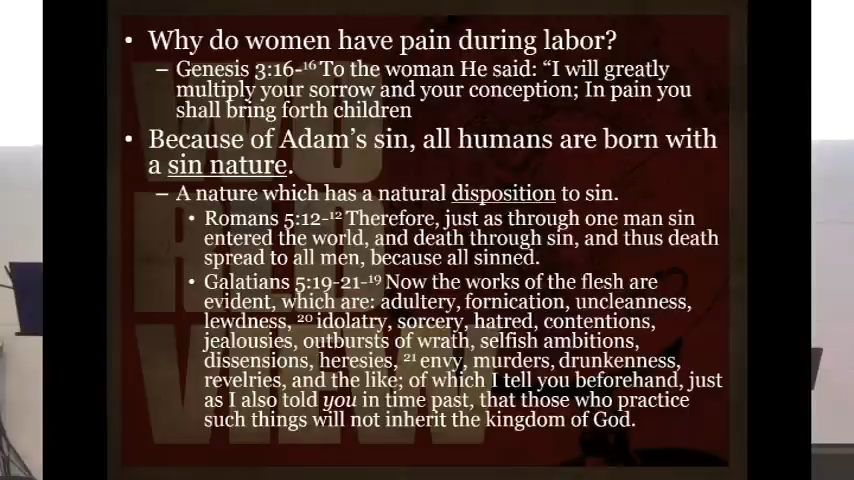 • Why do women have pain during labor?
– Genesis 3:16-16 To the woman He said: “I will greatly
multiply your sorrow and your conception; In pain you
shall bring forth children
• Because of Adam’s sin, all humans are born with
a sin nature.
– A nature which has a natural disposition to sin.
• Romans 5:12-12 Therefore, just as through one man sin
entered the world, and death through sin, and thus death
spread to all men, because all sinned.
• Galatians 5:19-21-19 Now the works of the flesh are
evident, which are: adultery, fornication, uncleanness,
lewdness, 20 idolatry, sorcery, hatred, contentions,
jealousies, outbursts of wrath, selfish ambitions,
dissensions, heresies, 21 envy, murders, drunkenness,
revelries, and the like; of which I tell you beforehand, just
as I also told you in time past, that those who practice
such things will not inherit the kingdom of God.
WO
RLD
VIEW